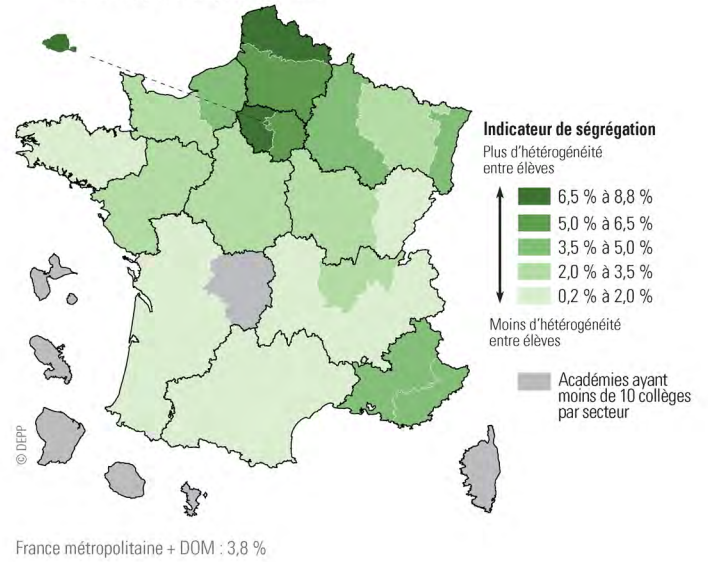 Indicateur de ségrégation
Plus d'hétérogénéité
entre élèves
6,5 % à 8,8 %
5,0 % à 6,5 %
3,5 % à 5,0 %
2,0 % à 3,5 %
0,2 % à 2,0 %
Moins d'hétérogénéité
entre élèves
Académies ayant
moins de 10 collèges
par secteur
© DEPP
France métropolitaine + DOM : 3,8 %